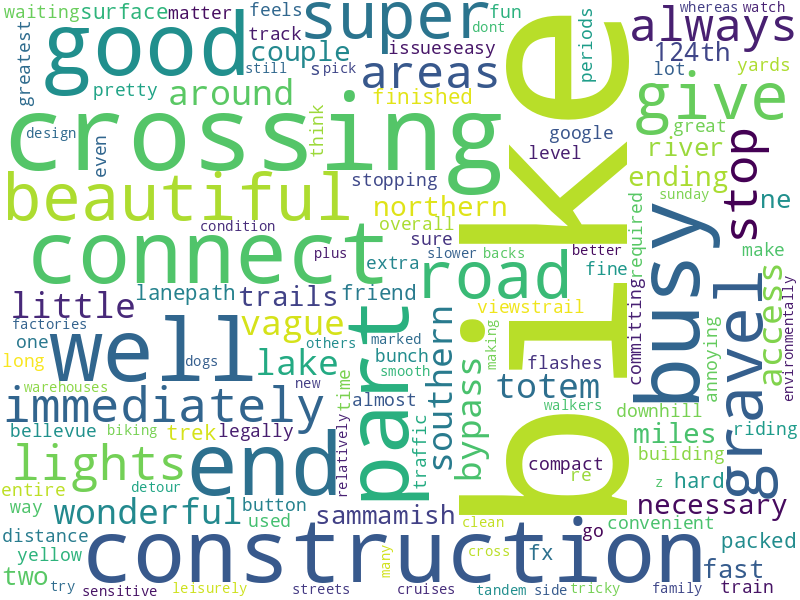 waiting surface matter feels fun whereas watch
good super always
greatest track dont periods
couple issueseasy 124th
still s pick areas lot yards
pretty around finished give
crossing think google great
design even level river stop
beautiful stopping ending ne
northern sunday
condition overall bike required
connect sure slower backs better plus fine make
extra road busy
little lanepath trails friend
factories vague viewstrail committing access environmentally
one well others marked part southern making gravel annoying
long dogs lake bunch flashes
warehouses new smooth totem
immediately relatively time almost bypass walkers downhill
bellevue biking trek legally traffic miles riding
lights end compact building
entire detour re z hard
way wonderful button used sammamish clean necessary
distance construction cross go convenient packed
yellow many fx fast
two try sensitive leisurely streets cruises tandem side tricky family train